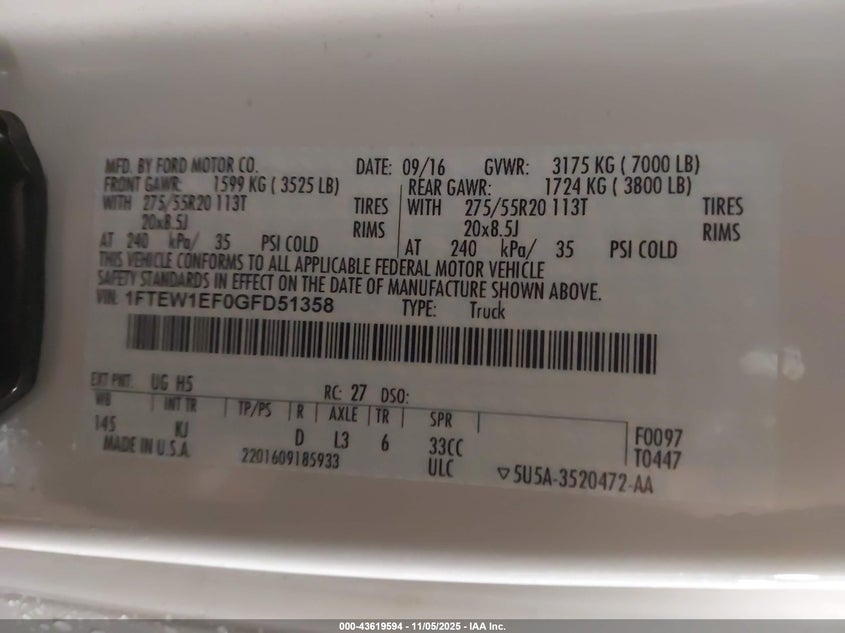 MFD. BY FORD MOTOR CO. DATE: 09/16 GVWR: 3175 KG ( 7000 LB)
FRONT GAWR: 1599 KG ( 3525 LB) REAR GAWR: 1724 KG ( 3800 LB)
WITH 275/55R20 113T TIRES WITH 275/55R20 113T TIRES
20x8.5J RIMS 20x8.5J RIMS
AT 240 kPa/ 35 PSI COLD AT 240 kPa/ 35 PSI COLD
THIS VEHICLE CONFORMS TO ALL APPLICABLE FEDERAL MOTOR VEHICLE
SAFETY STANDARDS IN EFFECT ON THE DATE OF MANUFACTURE SHOWN ABOVE.
VIN: 1FTEW1EF0GFD51358 TYPE: Truck
EXT PNT: UG H5 RC: 27 DSO:
WB INT TR TP/PS R AXLE TR SPR
145 KJ D L3 6 33CC F0097
ULC T0447
MADE IN U.S.A. 2201609185933 5U5A-3520472-AA
000-43619594 - 11/05/2025 - IAA Inc.